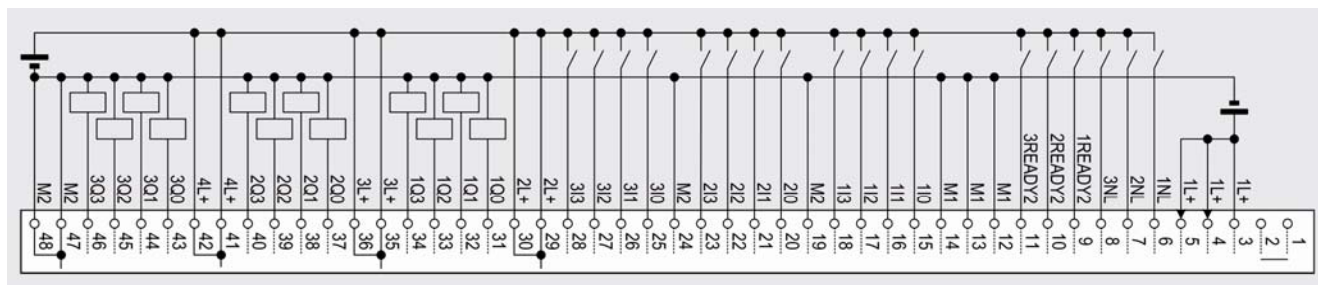 M2
M2
3Q3
3Q2
3Q1
3Q0
4L+
4L+
2Q3
2Q2
2Q1
2Q0
3L+
3L+
1Q3
1Q2
1Q1
1Q0
2L+
2L+
3I3
3I2
3I1
3I0
M2
2I3
2I2
2I1
2I0
M2
1I3
1I2
1I1
1I0
M1
M1
M1
3READY2
2READY2
1READY2
3NL
2NL
1NL
1L+
1L+
1L+
48
47
46
45
44
43
42
41
40
39
38
37
36
35
34
33
32
31
30
29
28
27
26
25
24
23
22
21
20
19
18
17
16
15
14
13
12
11
10
9
8
7
6
5
4
3
2
1